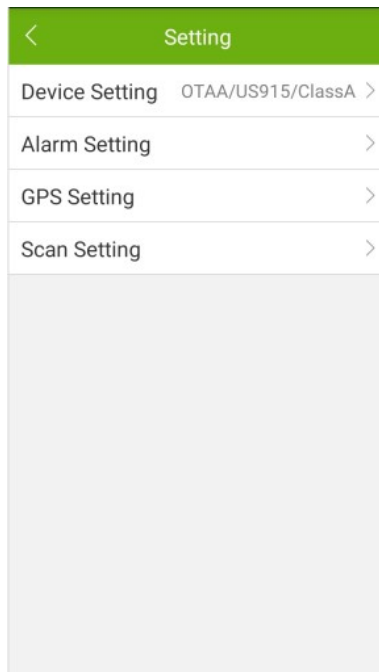 Setting
Device Setting OTAA/US915/ClassA
Alarm Setting
GPS Setting
Scan Setting